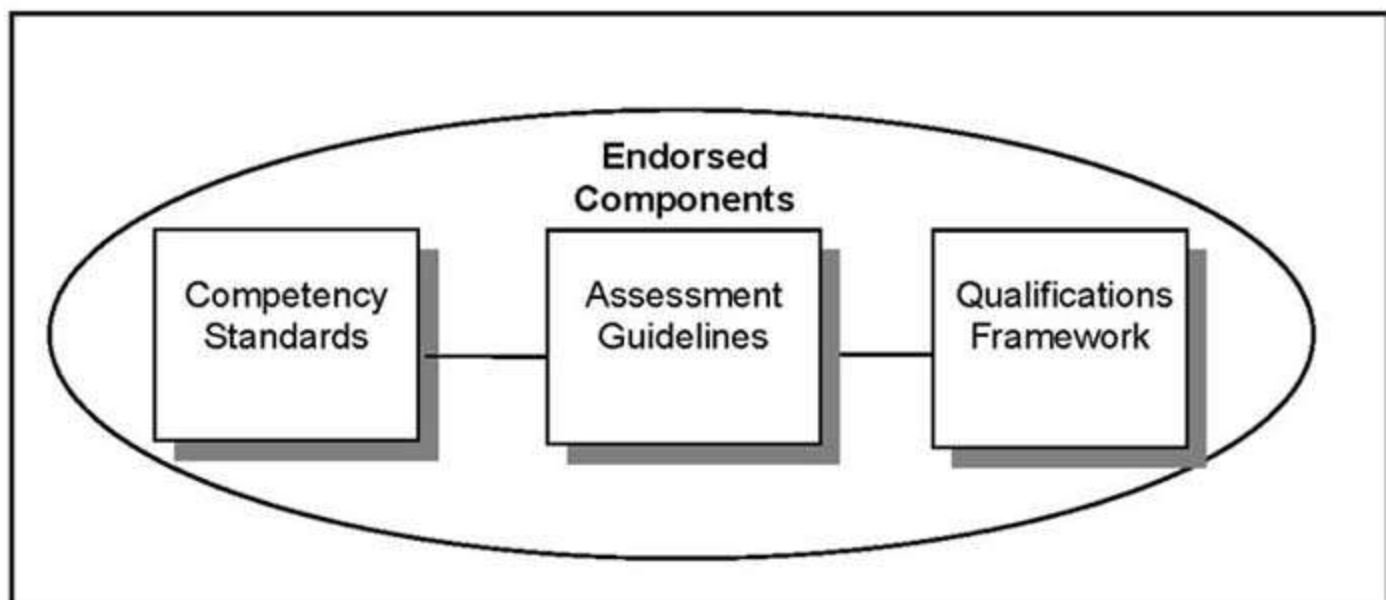 Endorsed
Components
Competency
Standards
Assessment
Guidelines
Qualifications
Framework